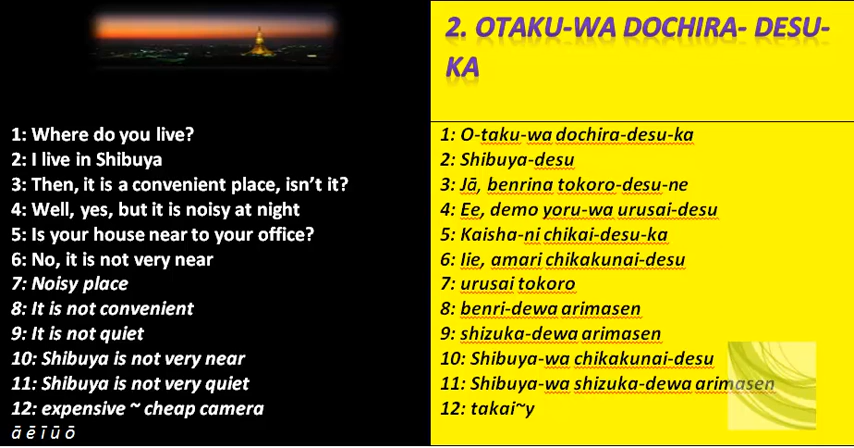 2. OTAKU-WA DOCHIRA- DESU-
KA
1: Where do you live?
2: I live in Shibuya
3: Then, it is a convenient place, isn’t it?
4: Well, yes, but it is noisy at night
5: Is your house near to your office?
6: No, it is not very near
7: Noisy place
8: It is not convenient
9: It is not quiet
10: Shibuya is not very near
11: Shibuya is not very quiet
12: expensive ~ cheap camera
ā ē ī ū ō
1: O-taku-wa dochira-desu-ka
2: Shibuya-desu
3: Jā, benrina tokoro-desu-ne
4: Ee, demo yoru-wa urusai-desu
5: Kaisha-ni chikai-desu-ka
6: Iie, amari chikakunai-desu
7: urusai tokoro
8: benri-dewa arimasen
9: shizuka-dewa arimasen
10: Shibuya-wa chikakunai-desu
11: Shibuya-wa shizuka-dewa arimasen
12: takai~y